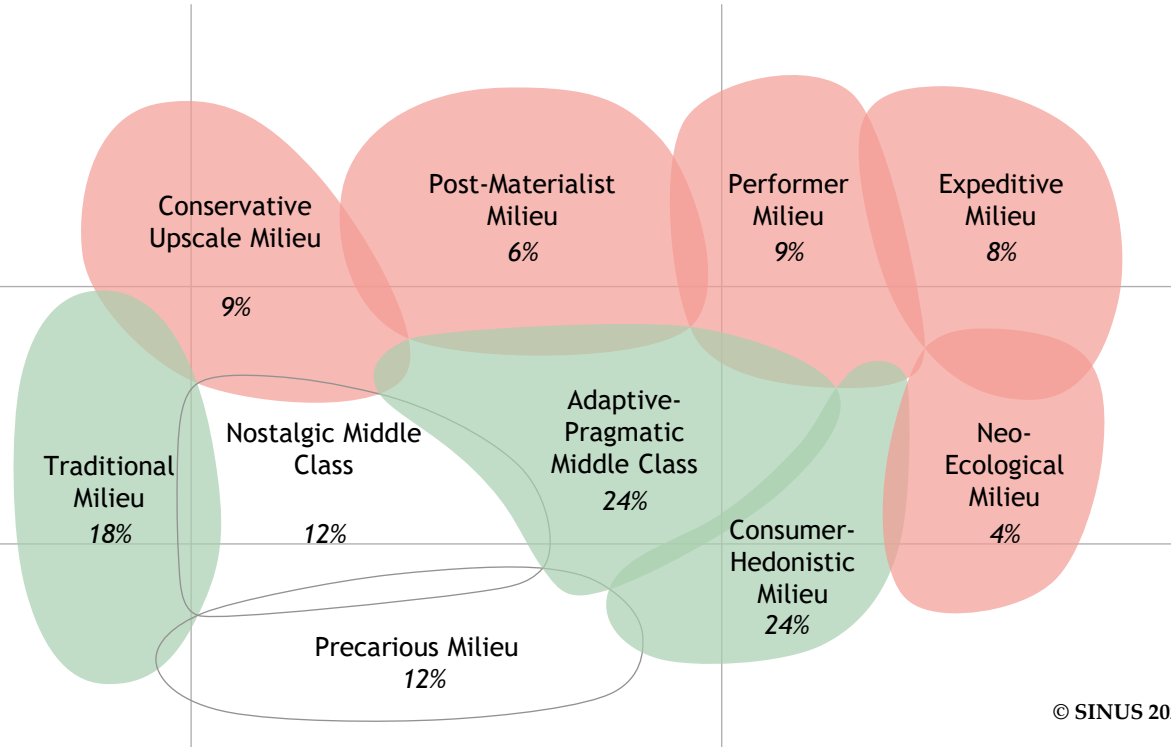 Conservative
Upscale Milieu
9%
Post-Materialist
Milieu
6%
Performer
Milieu
9%
Expeditive
Milieu
8%
Traditional
Milieu
18%
Nostalgic Middle
Class
12%
Adaptive-
Pragmatic
Middle Class
24%
Consumer-
Hedonistic
Milieu
24%
Neo-
Ecological
Milieu
4%
Precarious Milieu
12%
© SINUS